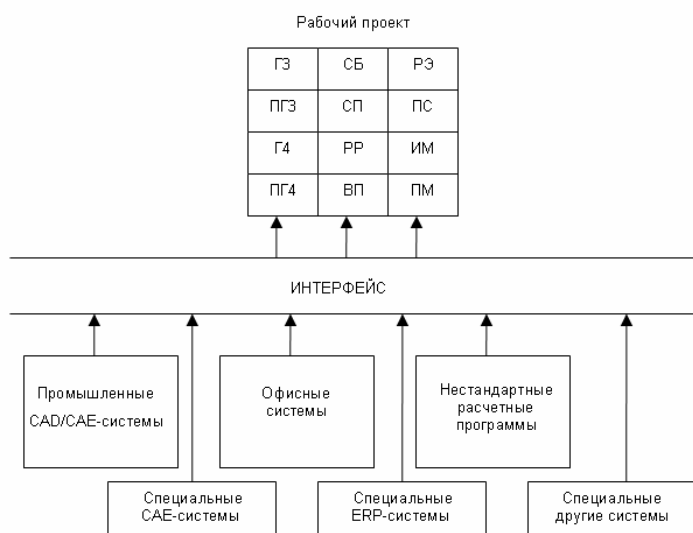 Рабочий проект
ГЗ СБ РЭ
ПГЗ СП ПС
Г4 РР ИМ
ПГ4 ВП ПМ
ИНТЕРФЕЙС
Промышленные
CAD/CAE-системы
Офисные
системы
Нестандартные
расчетные
программы
Специальные
CAE-системы
Специальные
ERP-системы
Специальные
другие системы